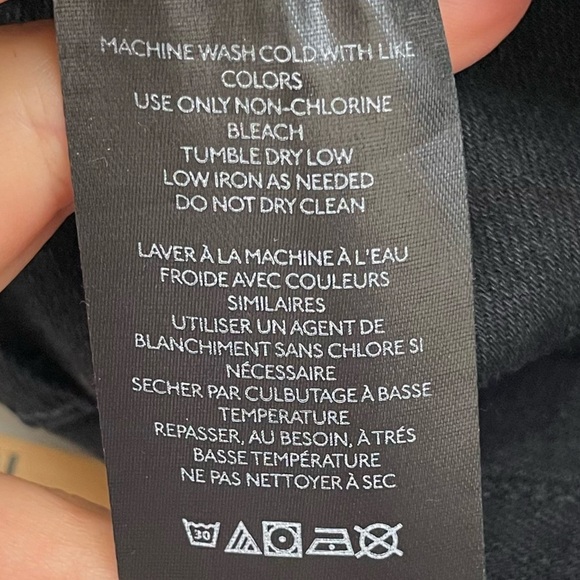 MACHINE WASH COLD WITH LIKE
COLORS
USE ONLY NON-CHLORINE
BLEACH
TUMBLE DRY LOW
LOW IRON AS NEEDED
DO NOT DRY CLEAN
LAVER À LA MACHINE À L'EAU
FROIDE AVEC COULEURS
SIMILAIRES
UTILISER UN AGENT DE
BLANCHIMENT SANS CHLORE SI
NÉCESSAIRE
SECHER PAR CULBUTAGE À BASSE
TEMPERATURE
REPASSER, AU BESOIN, À TRÉS
BASSE TEMPÉRATURE
NE PAS NETTOYER À SEC
30